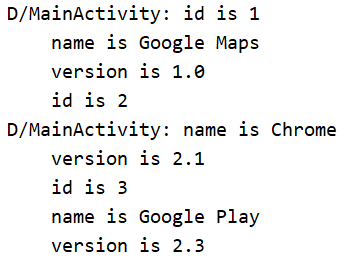 D/MainActivity: id is 1
    name is Google Maps
    version is 1.0
    id is 2
D/MainActivity: name is Chrome
    version is 2.1
    id is 3
    name is Google Play
    version is 2.3